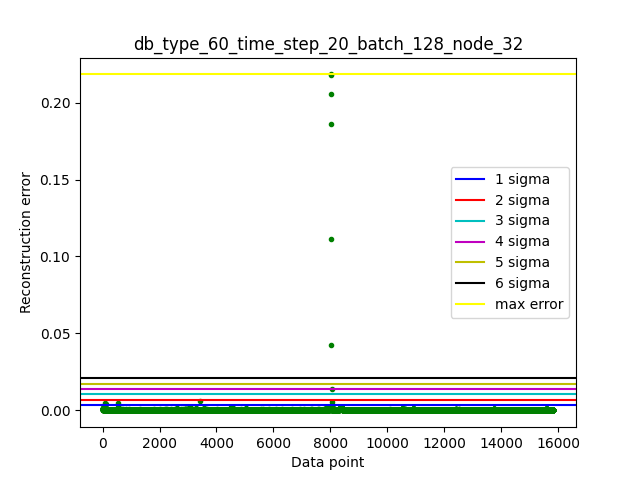 db_type_60_time_step_20_batch_128_node_32
Reconstruction error
0.20
0.15
0.10
0.05
0.00
1 sigma
2 sigma
3 sigma
4 sigma
5 sigma
6 sigma
max error
0 2000 4000 6000 8000 10000 12000 14000 16000
Data point